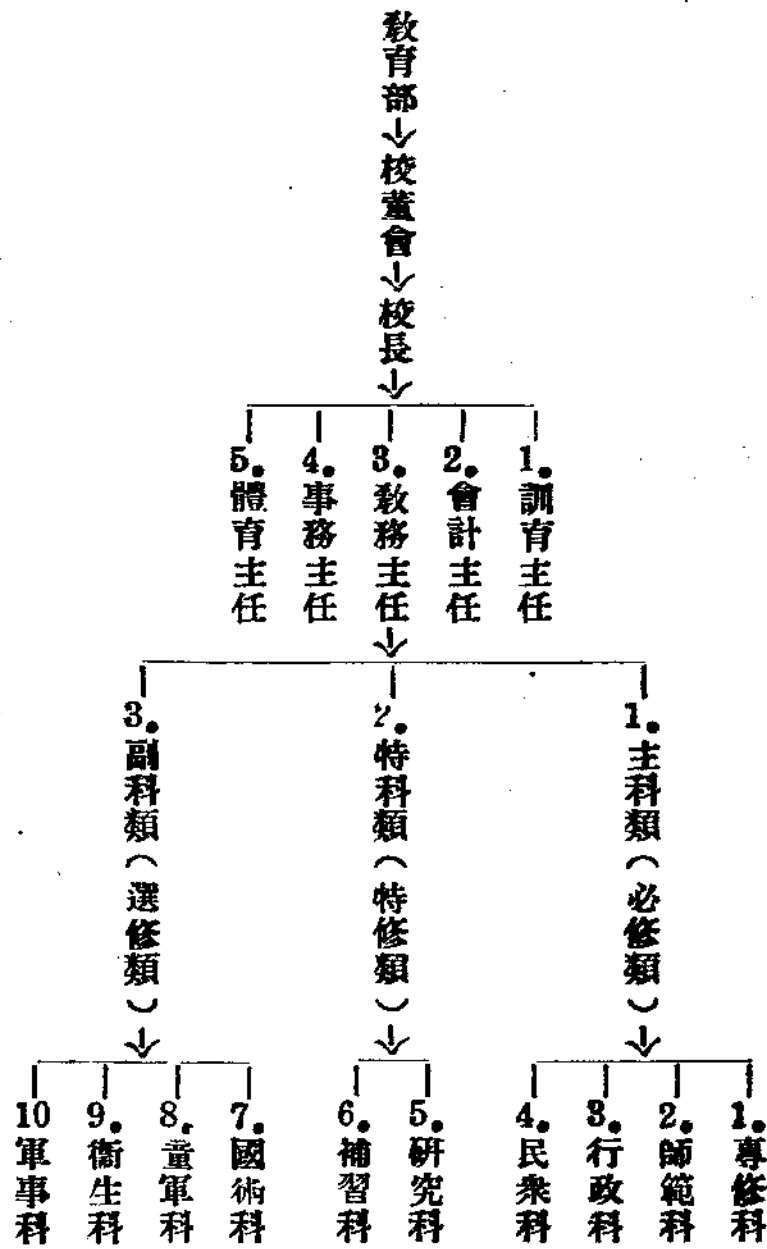 教育部
校董會
校長
1.訓育主任
2.會計主任
3.教務主任
4.事務主任
5.體育主任
1.主科類(必修類)
2.特科類(特修類)
3.副科類(選修類)
1.專修科
2.師範科
3.行政科
4.民衆科
5.研究科
6.補習科
7.國術科
8.童軍科
9.衞生科
10軍事科